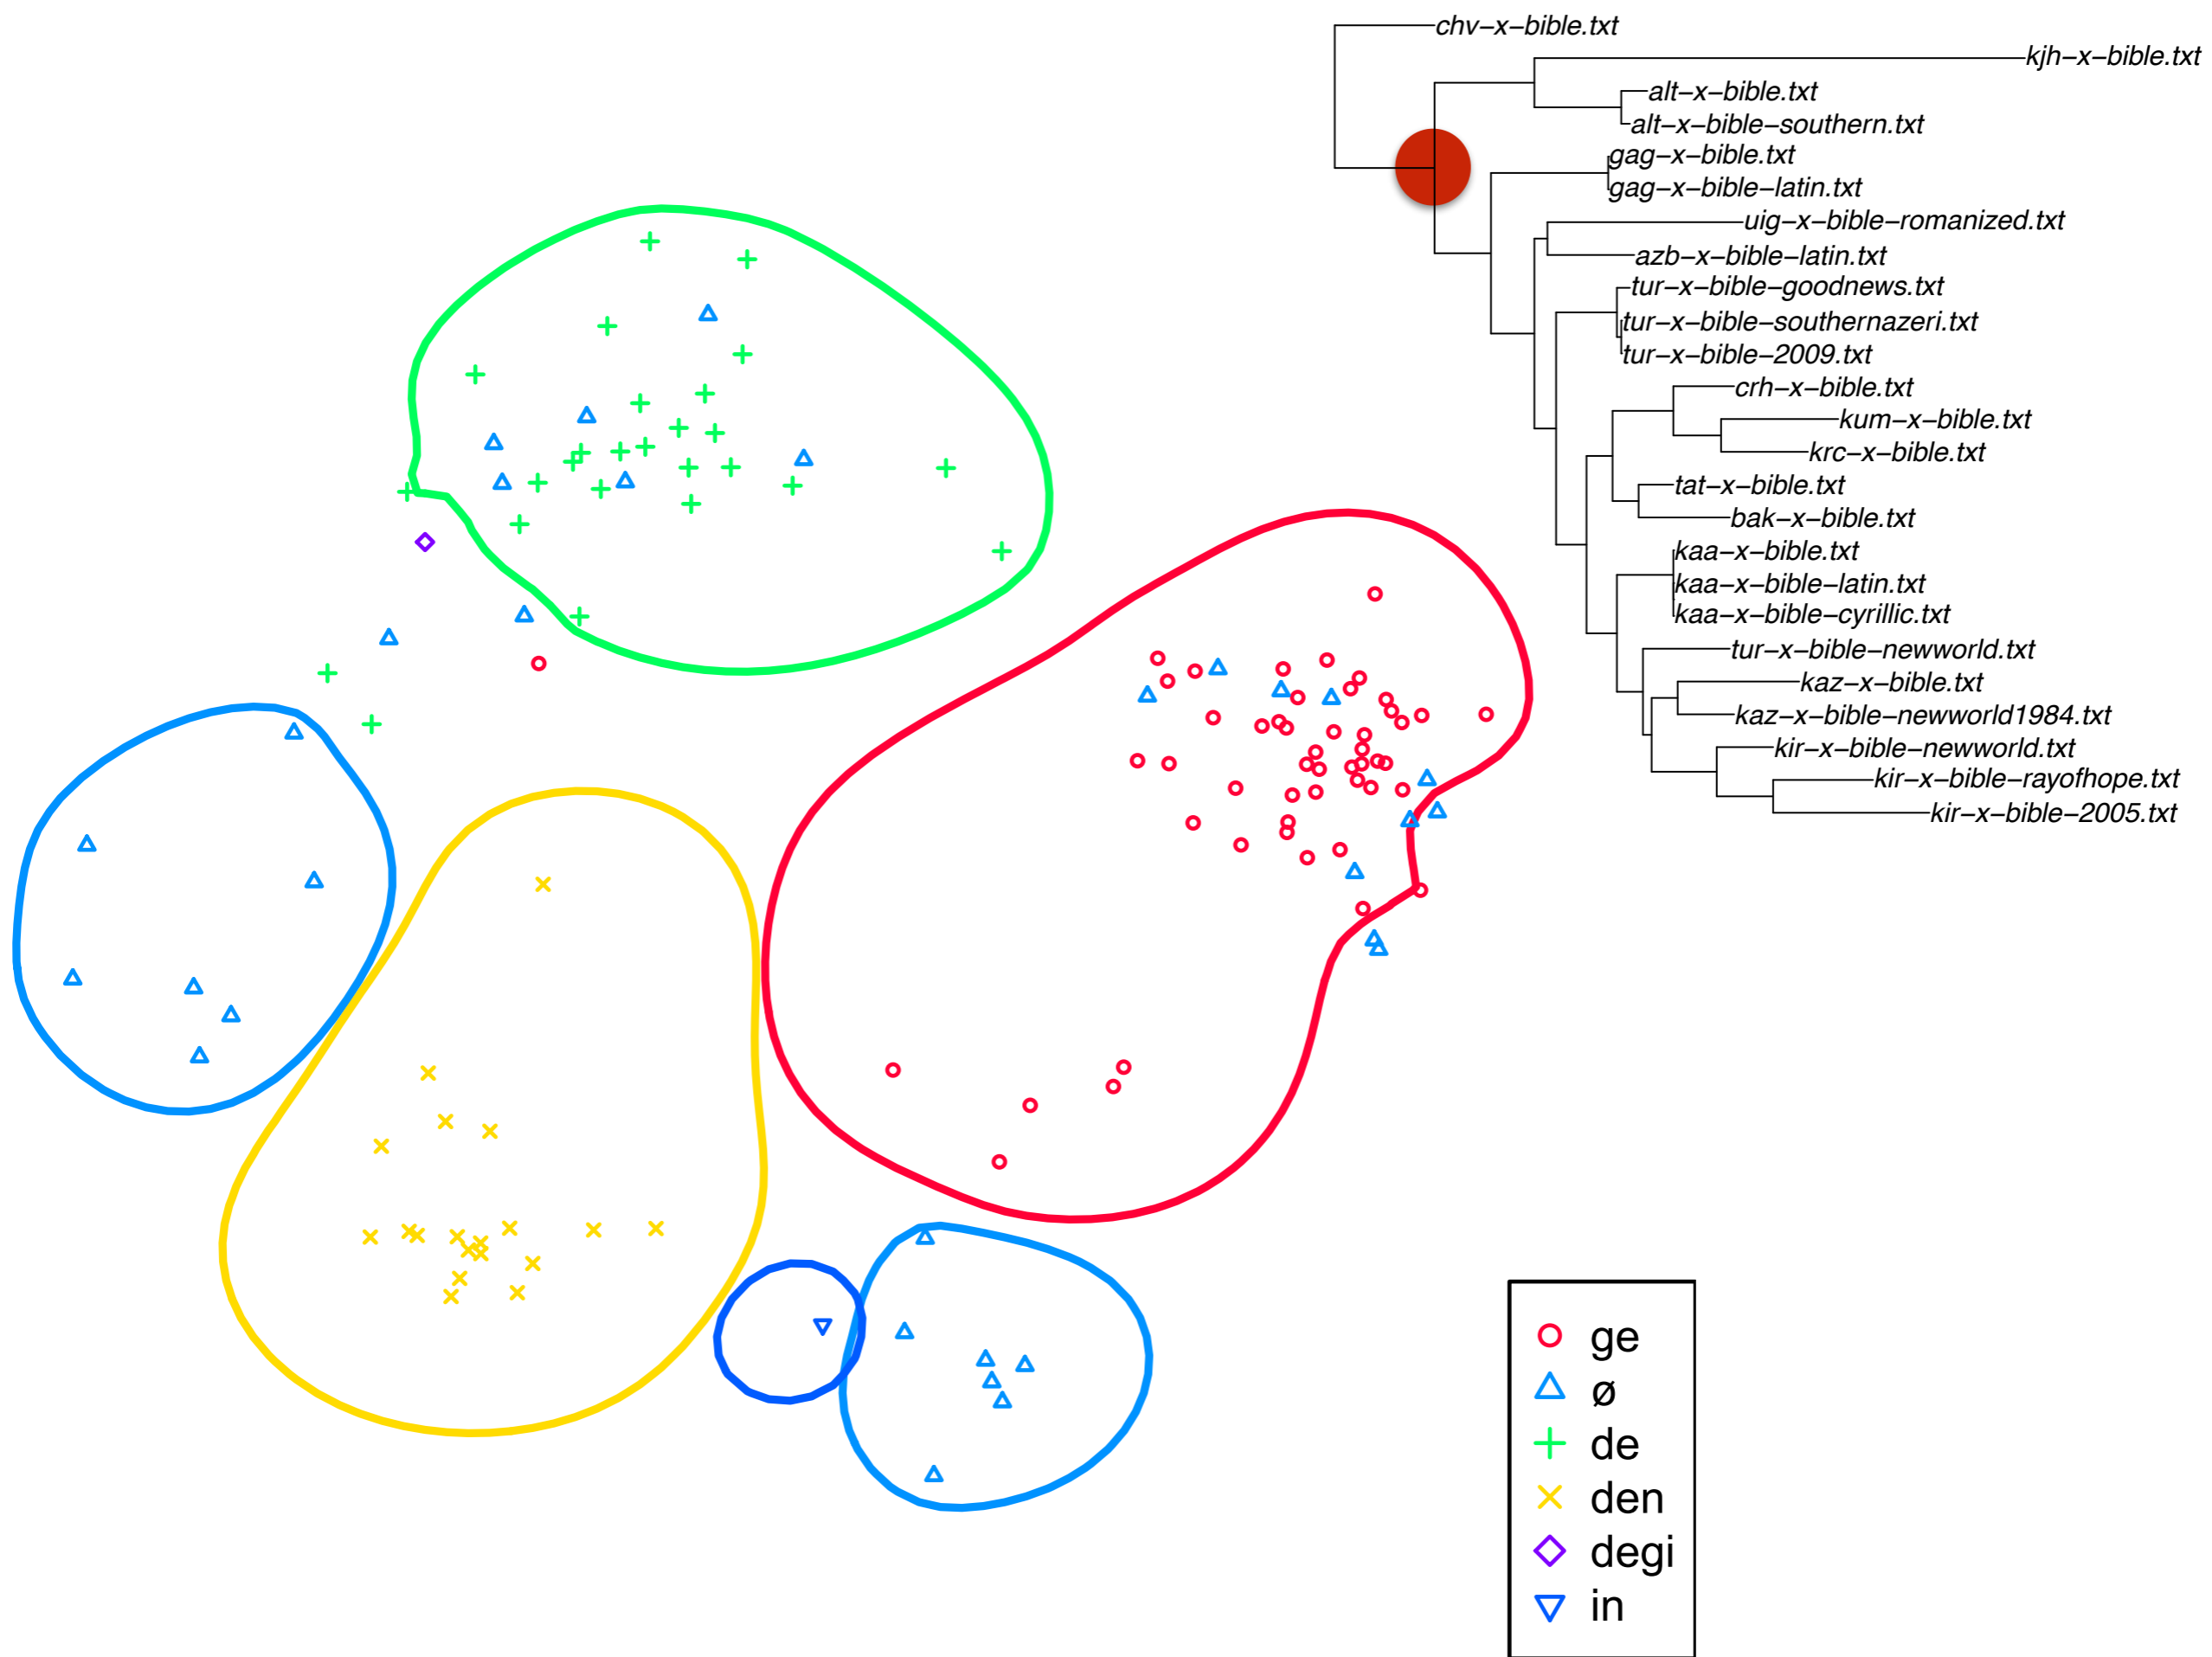 chv−x−bible.txt
kjh−x−bible.txt
alt−x−bible.txt
alt−x−bible−southern.txt
gag−x−bible.txt
gag−x−bible−latin.txt
uig−x−bible−romanized.txt
azb−x−bible−latin.txt
tur−x−bible−goodnews.txt
tur−x−bible−southernazeri.txt
tur−x−bible−2009.txt
crh−x−bible.txt
kum−x−bible.txt
krc−x−bible.txt
tat−x−bible.txt
bak−x−bible.txt
kaa−x−bible.txt
kaa−x−bible−latin.txt
kaa−x−bible−cyrillic.txt
tur−x−bible−newworld.txt
kaz−x−bible.txt
kaz−x−bible−newworld1984.txt
kir−x−bible−newworld.txt
kir−x−bible−rayofhope.txt
kir−x−bible−2005.txt
ge
ø
de
den
degi
in